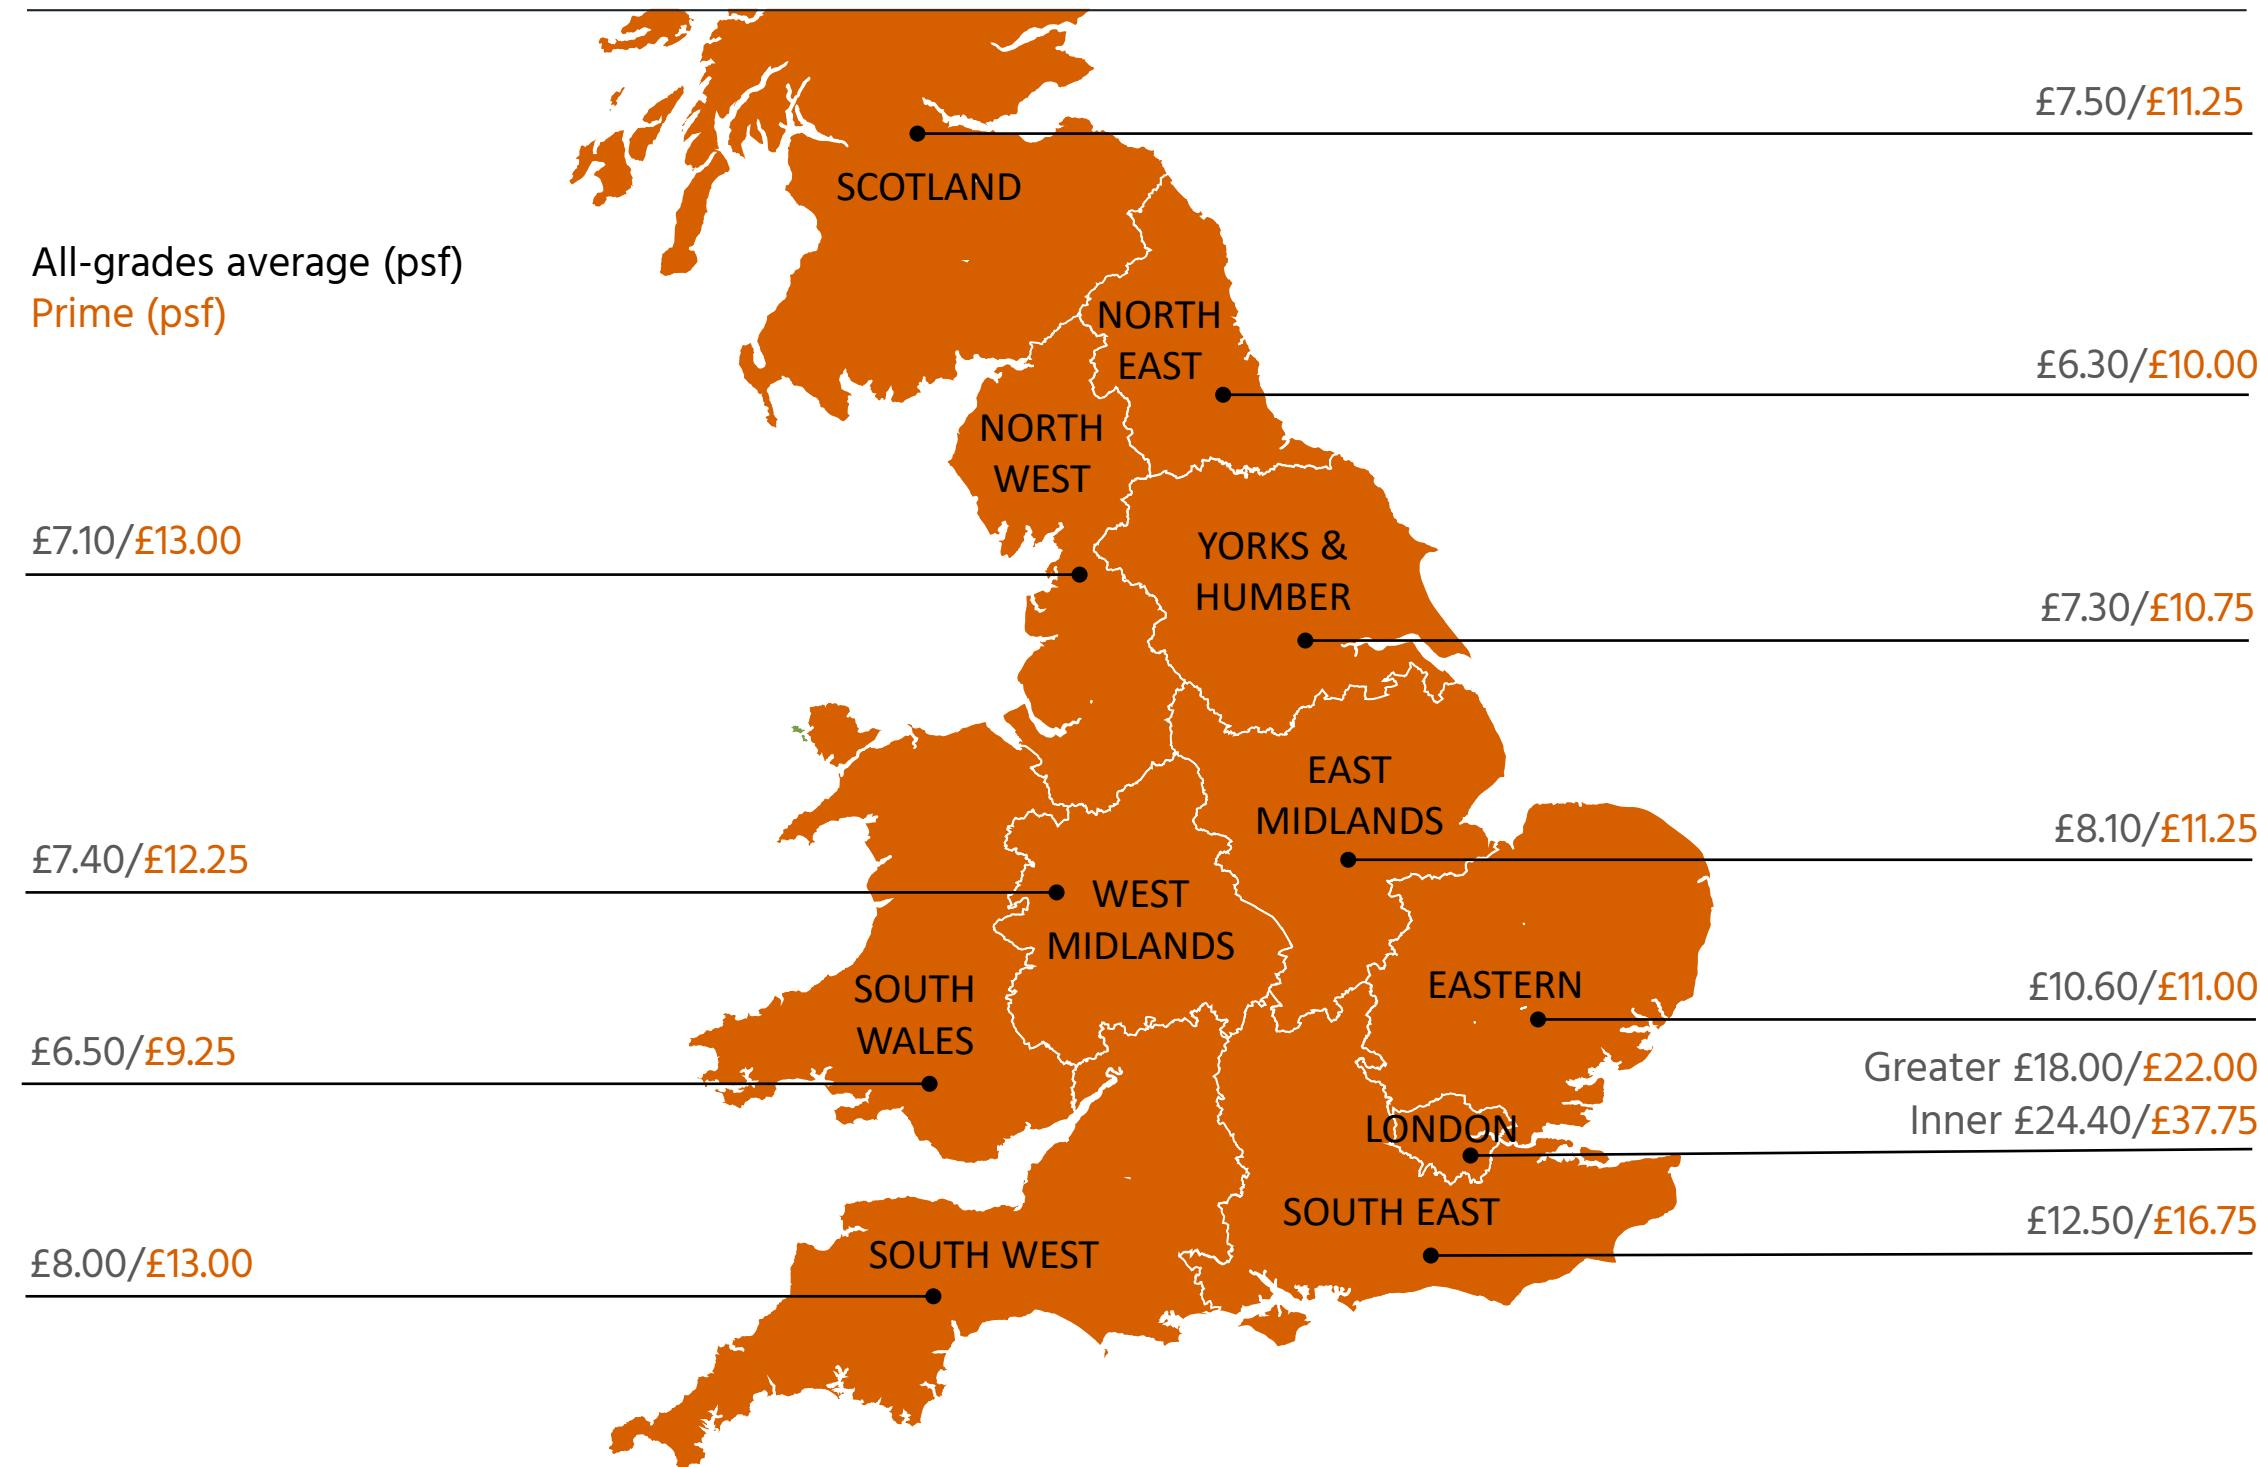 £7.50/£11.25
SCOTLAND
All-grades average (psf)
Prime (psf)
NORTH
EAST
£6.30/£10.00
NORTH
WEST
£7.10/£13.00
YORKS &
HUMBER
£7.30/£10.75
EAST
MIDLANDS
£8.10/£11.25
£7.40/£12.25
WEST
MIDLANDS
SOUTH
WALES
£6.50/£9.25
EASTERN
£10.60/£11.00
Greater £18.00/£22.00
Inner £24.40/£37.75
LONDON
SOUTH EAST
£12.50/£16.75
SOUTH WEST
£8.00/£13.00